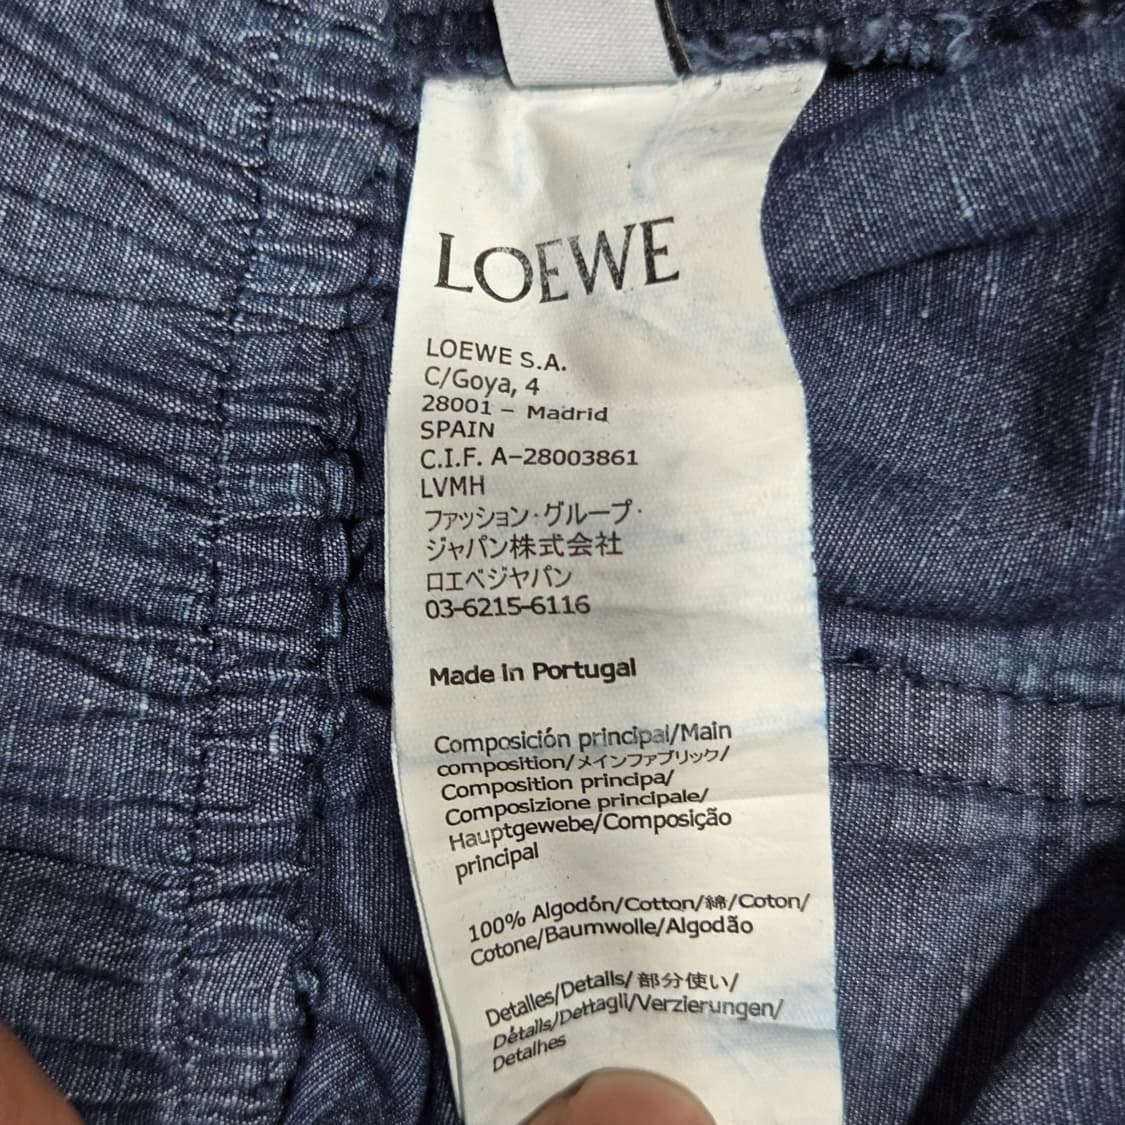 LOEWE
LOEWE S.A.
C/Goya, 4
28001 – Madrid
SPAIN
C.I.F. A-28003861
LVMH
ファッション·グループ·
ジャパン株式会社
ロエベジャパン
03-6215-6116
Made in Portugal
Composición principal/Main
composition/メインファブリック/
Composition principa/
Composizione principale/
Hauptgewebe/Composição
principal
100% Algodón/Cotton/綿/Coton/
Cotone/Baumwolle/Algodão
Detalles/Details/ 部分使い/
Détails/Dettagli/Verzierungen/
Detalhes